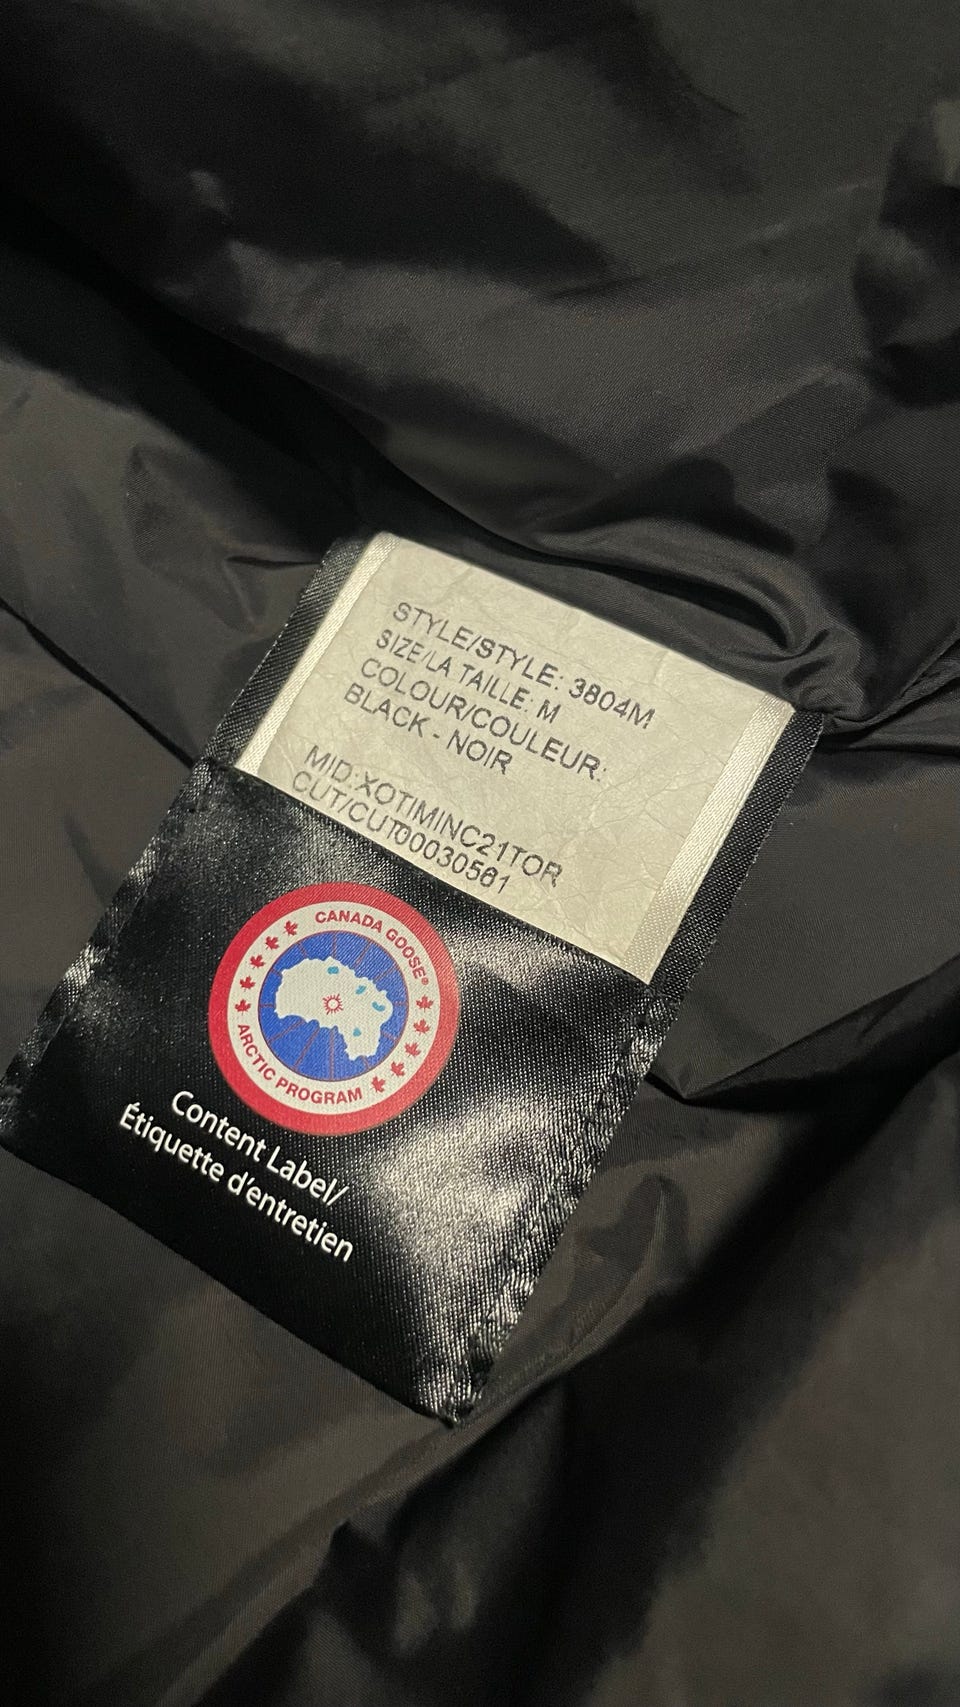 STYLE/STYLE: 3804M
SIZE/LA TAILLE: M
COLOUR/COULEUR:
BLACK - NOIR
MID: XOTIMINC21TOR
CUT/CUT00030561
CANADA GOOSE®
ARCTIC PROGRAM
Content Label/
Étiquette d'entretien